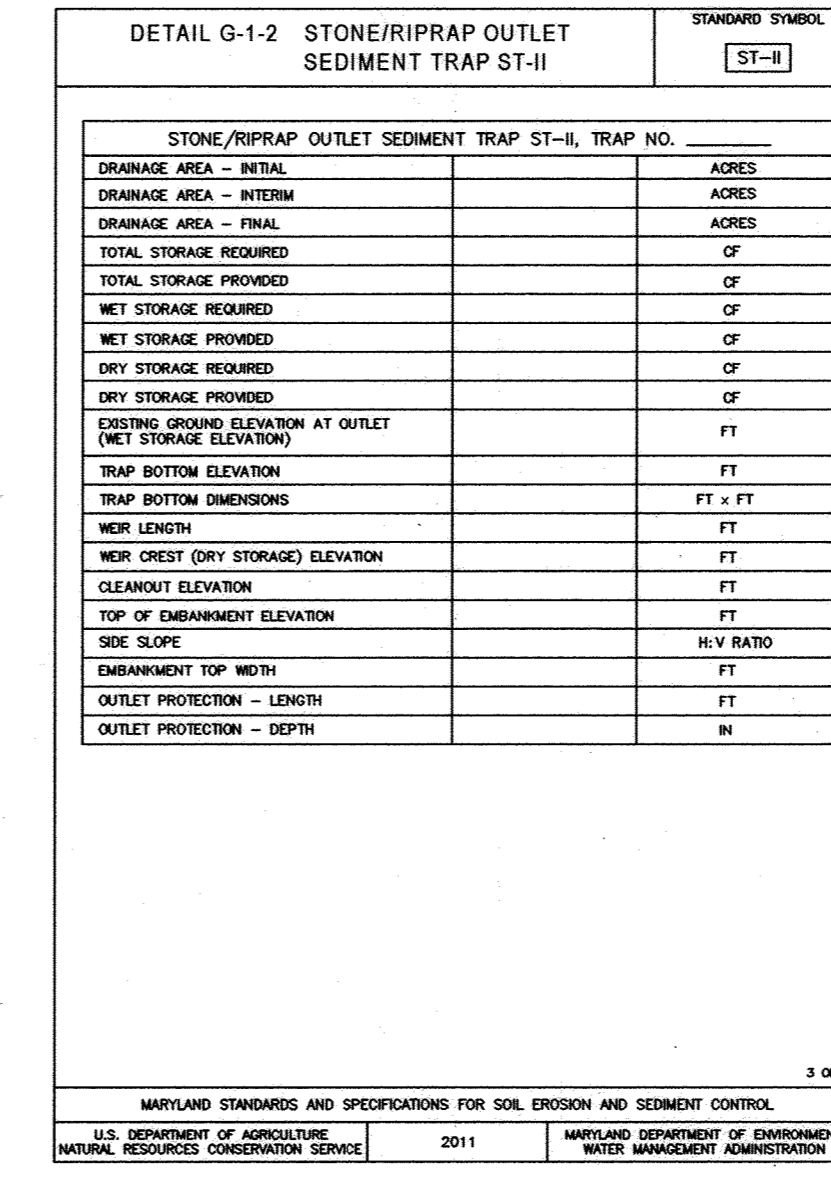 DETAIL G-1-2 STONE/RIPRAP OUTLET
SEDIMENT TRAP ST-II
STANDARD SYMBOL
ST-II
STONE/RIPRAP OUTLET SEDIMENT TRAP ST-II, TRAP NO.
DRAINAGE AREA - INITIAL ACRES
DRAINAGE AREA - INTERIM ACRES
DRAINAGE AREA - FINAL ACRES
TOTAL STORAGE REQUIRED CF
TOTAL STORAGE PROVIDED CF
WET STORAGE REQUIRED CF
WET STORAGE PROVIDED CF
DRY STORAGE REQUIRED CF
DRY STORAGE PROVIDED CF
EXISTING GROUND ELEVATION AT OUTLET
(WET STORAGE ELEVATION) FT
TRAP BOTTOM ELEVATION FT
TRAP BOTTOM DIMENSIONS FT x FT
WEIR LENGTH FT
WEIR CREST (DRY STORAGE) ELEVATION FT
CLEANOUT ELEVATION FT
TOP OF EMBANKMENT ELEVATION FT
SIDE SLOPE H:V RATIO
EMBANKMENT TOP WIDTH FT
OUTLET PROTECTION - LENGTH FT
OUTLET PROTECTION - DEPTH IN
3
MARYLAND STANDARDS AND SPECIFICATIONS FOR SOIL EROSION AND SEDIMENT CONTROL
U.S. DEPARTMENT OF AGRICULTURE
NATURAL RESOURCES CONSERVATION SERVICE
2011
MARYLAND DEPARTMENT OF ENVIRONMEN
WATER MANAGEMENT ADMINISTRATION